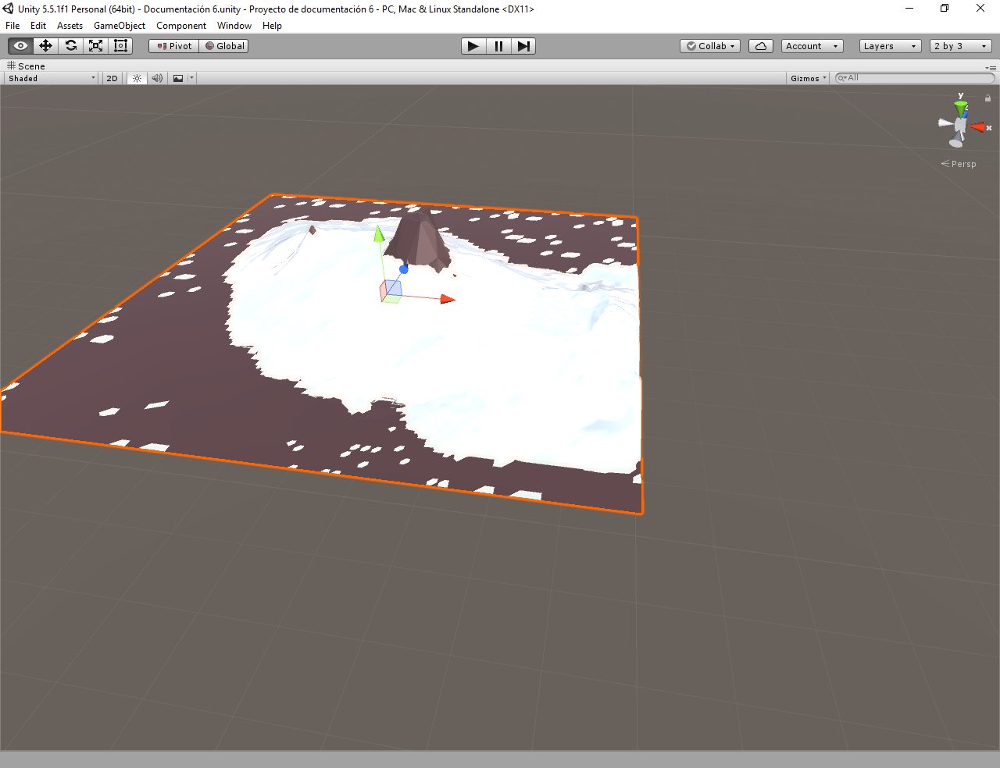 Unity 5.5.1f1 Personal (64bit) - Documentación 6.unity - Proyecto de documentación 6 - PC, Mac & Linux Standalone <DX11>
File Edit Assets GameObject Component Window Help
Pivot Global Collab Account Layers 2 by 3
Scene
Shaded 2D Gizmos All
y
z
x
Persp